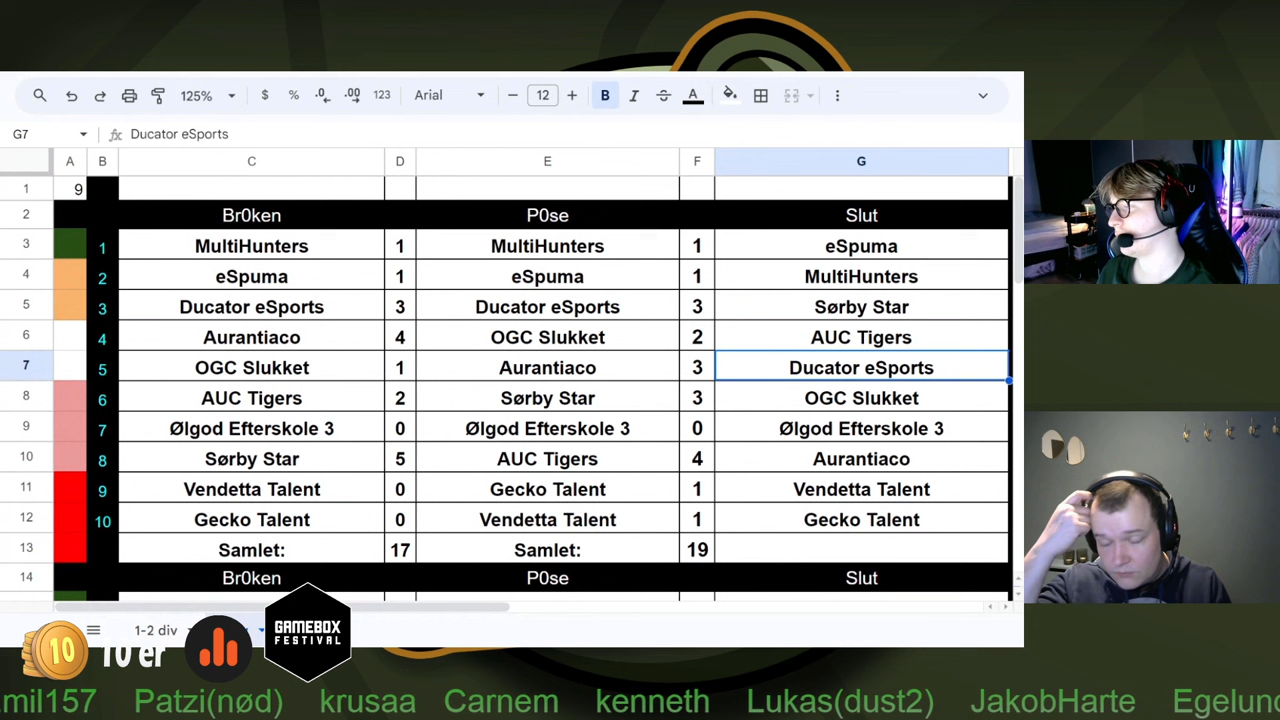 125% $ % .0 .00 123 Arial 12 B I S A
G7 fx Ducator eSports
A B C D E F G
1 9
2 Br0ken P0se Slut
3 1 MultiHunters 1 MultiHunters 1 eSpuma
4 2 eSpuma 1 eSpuma 1 MultiHunters
5 3 Ducator eSports 3 Ducator eSports 3 Sørby Star
6 4 Aurantiaco 4 OGC Slukket 2 AUC Tigers
7 5 OGC Slukket 1 Aurantiaco 3 Ducator eSports
8 6 AUC Tigers 2 Sørby Star 3 OGC Slukket
9 7 Ølgod Efterskole 3 0 Ølgod Efterskole 3 0 Ølgod Efterskole 3
10 8 Sørby Star 5 AUC Tigers 4 Aurantiaco
11 9 Vendetta Talent 0 Gecko Talent 1 Vendetta Talent
12 10 Gecko Talent 0 Vendetta Talent 1 Gecko Talent
13 Samlet: 17 Samlet: 19
14 Br0ken P0se Slut
1-2 div
10 10 er
GAMEBOX
FESTIVAL
.mil157 Patzi(nød) krusaa Carnem kenneth Lukas(dust2) JakobHarte Egelund